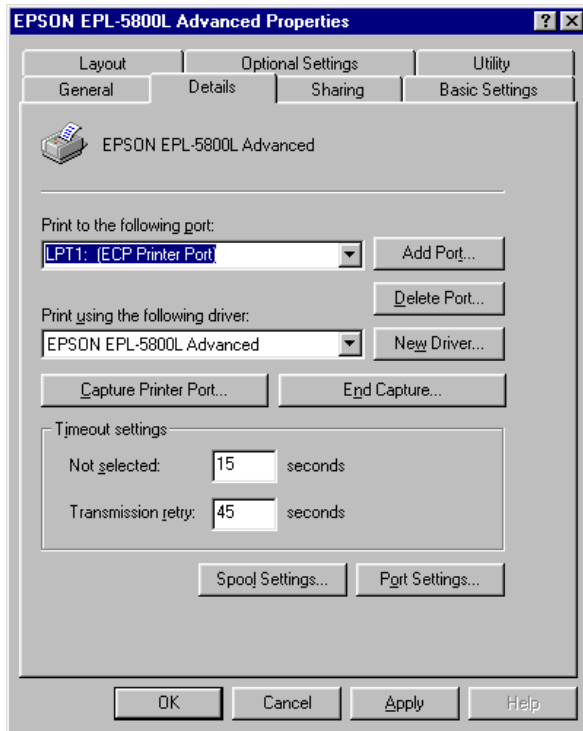 EPSON EPL-5800L Advanced Properties
Layout Optional Settings Utility
General Details Sharing Basic Settings
EPSON EPL-5800L Advanced
Print to the following port:
LPT1: (ECP Printer Port) Add Port...
Delete Port...
Print using the following driver:
EPSON EPL-5800L Advanced New Driver...
Capture Printer Port... End Capture...
Timeout settings
Not selected: 15 seconds
Transmission retry: 45 seconds
Spool Settings... Port Settings...
OK Cancel Apply Help